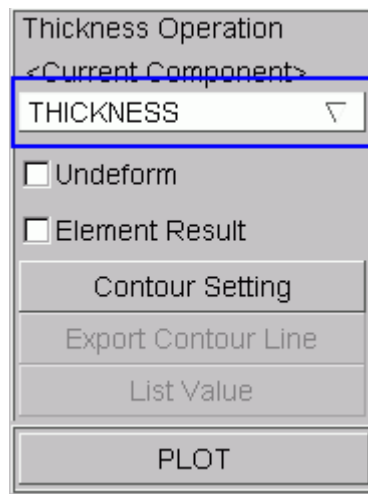 Thickness Operation
<Current Component>
THICKNESS
Undeform
Element Result
Contour Setting
Export Contour Line
List Value
PLOT